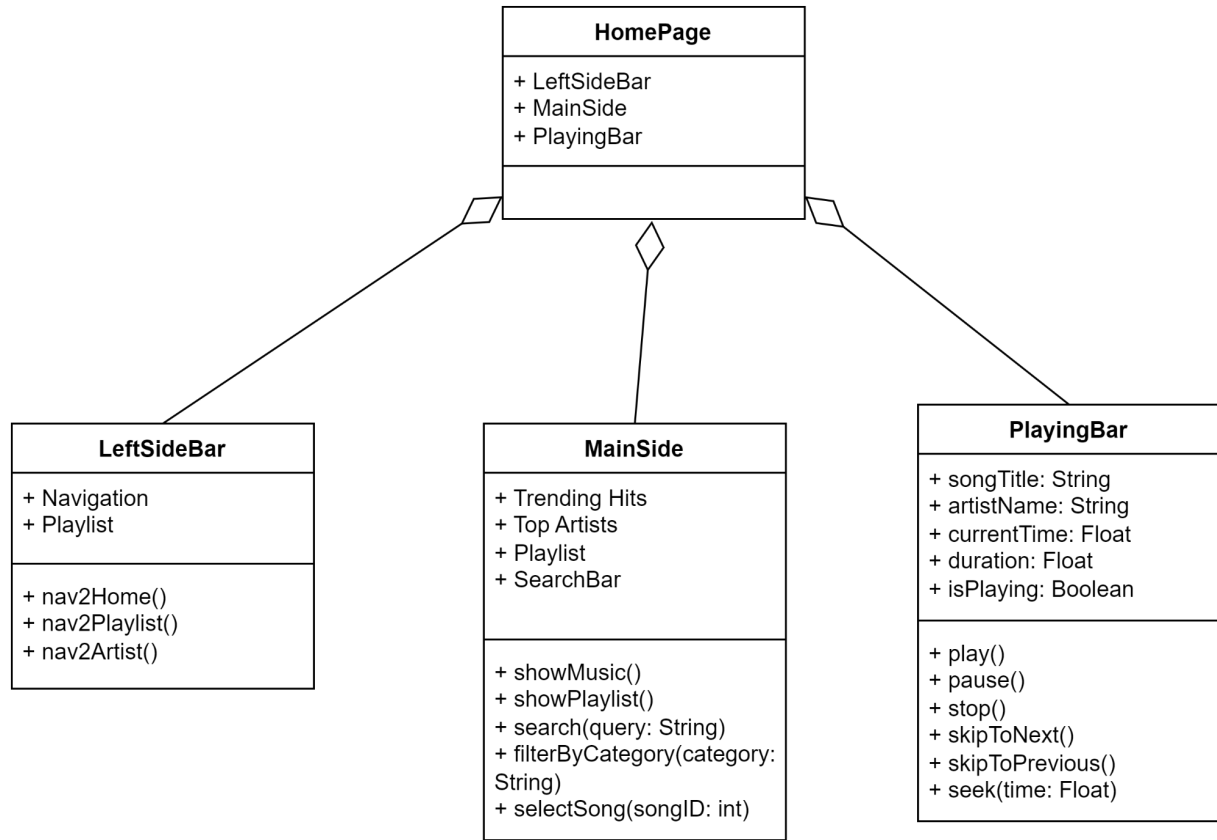 HomePage
+ LeftSideBar
+ MainSide
+ PlayingBar
LeftSideBar
+ Navigation
+ Playlist
+ nav2Home()
+ nav2Playlist()
+ nav2Artist()
MainSide
+ Trending Hits
+ Top Artists
+ Playlist
+ SearchBar
+ showMusic()
+ showPlaylist()
+ search(query: String)
+ filterByCategory(category:
String)
+ selectSong(songID: int)
PlayingBar
+ songTitle: String
+ artistName: String
+ currentTime: Float
+ duration: Float
+ isPlaying: Boolean
+ play()
+ pause()
+ stop()
+ skipToNext()
+ skipToPrevious()
+ seek(time: Float)